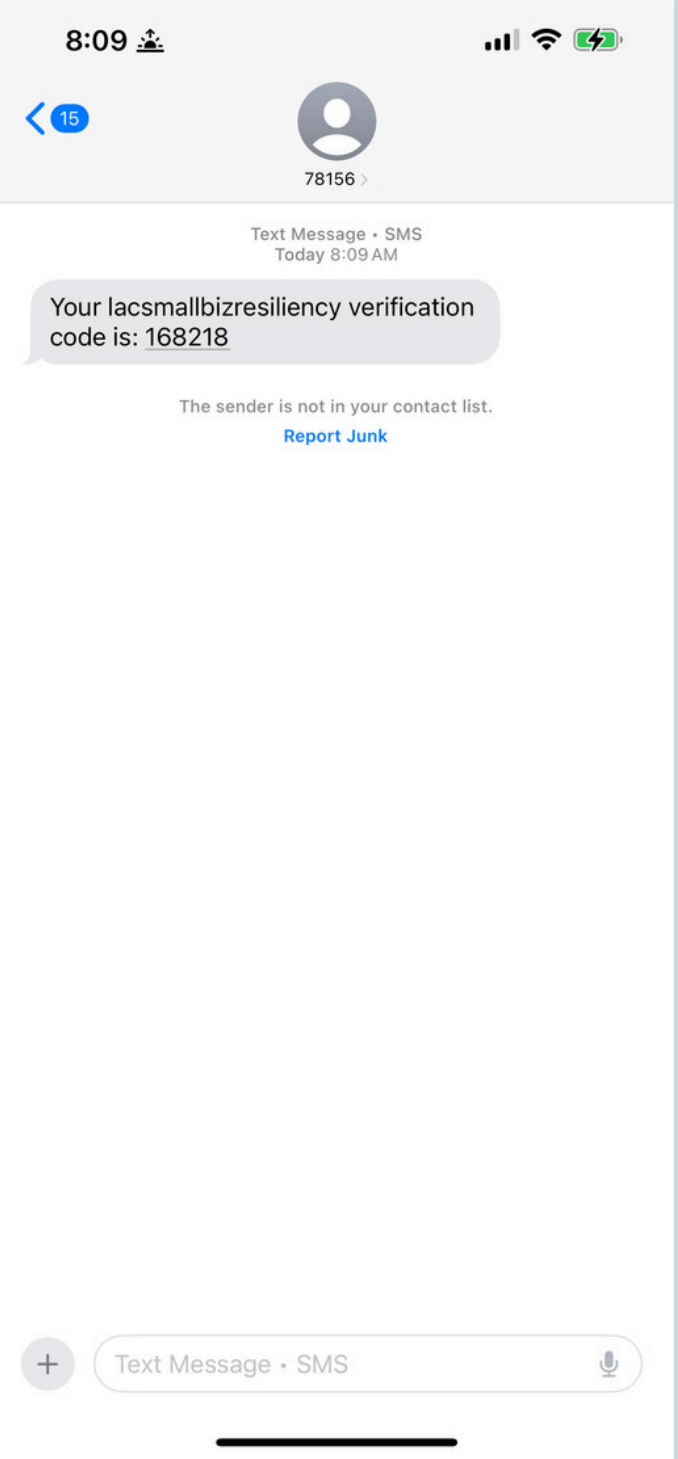 8:09
15
78156
Text Message • SMS
Today 8:09 AM
Your lacsmallbizresiliency verification
code is: 168218
The sender is not in your contact list.
Report Junk
Text Message • SMS